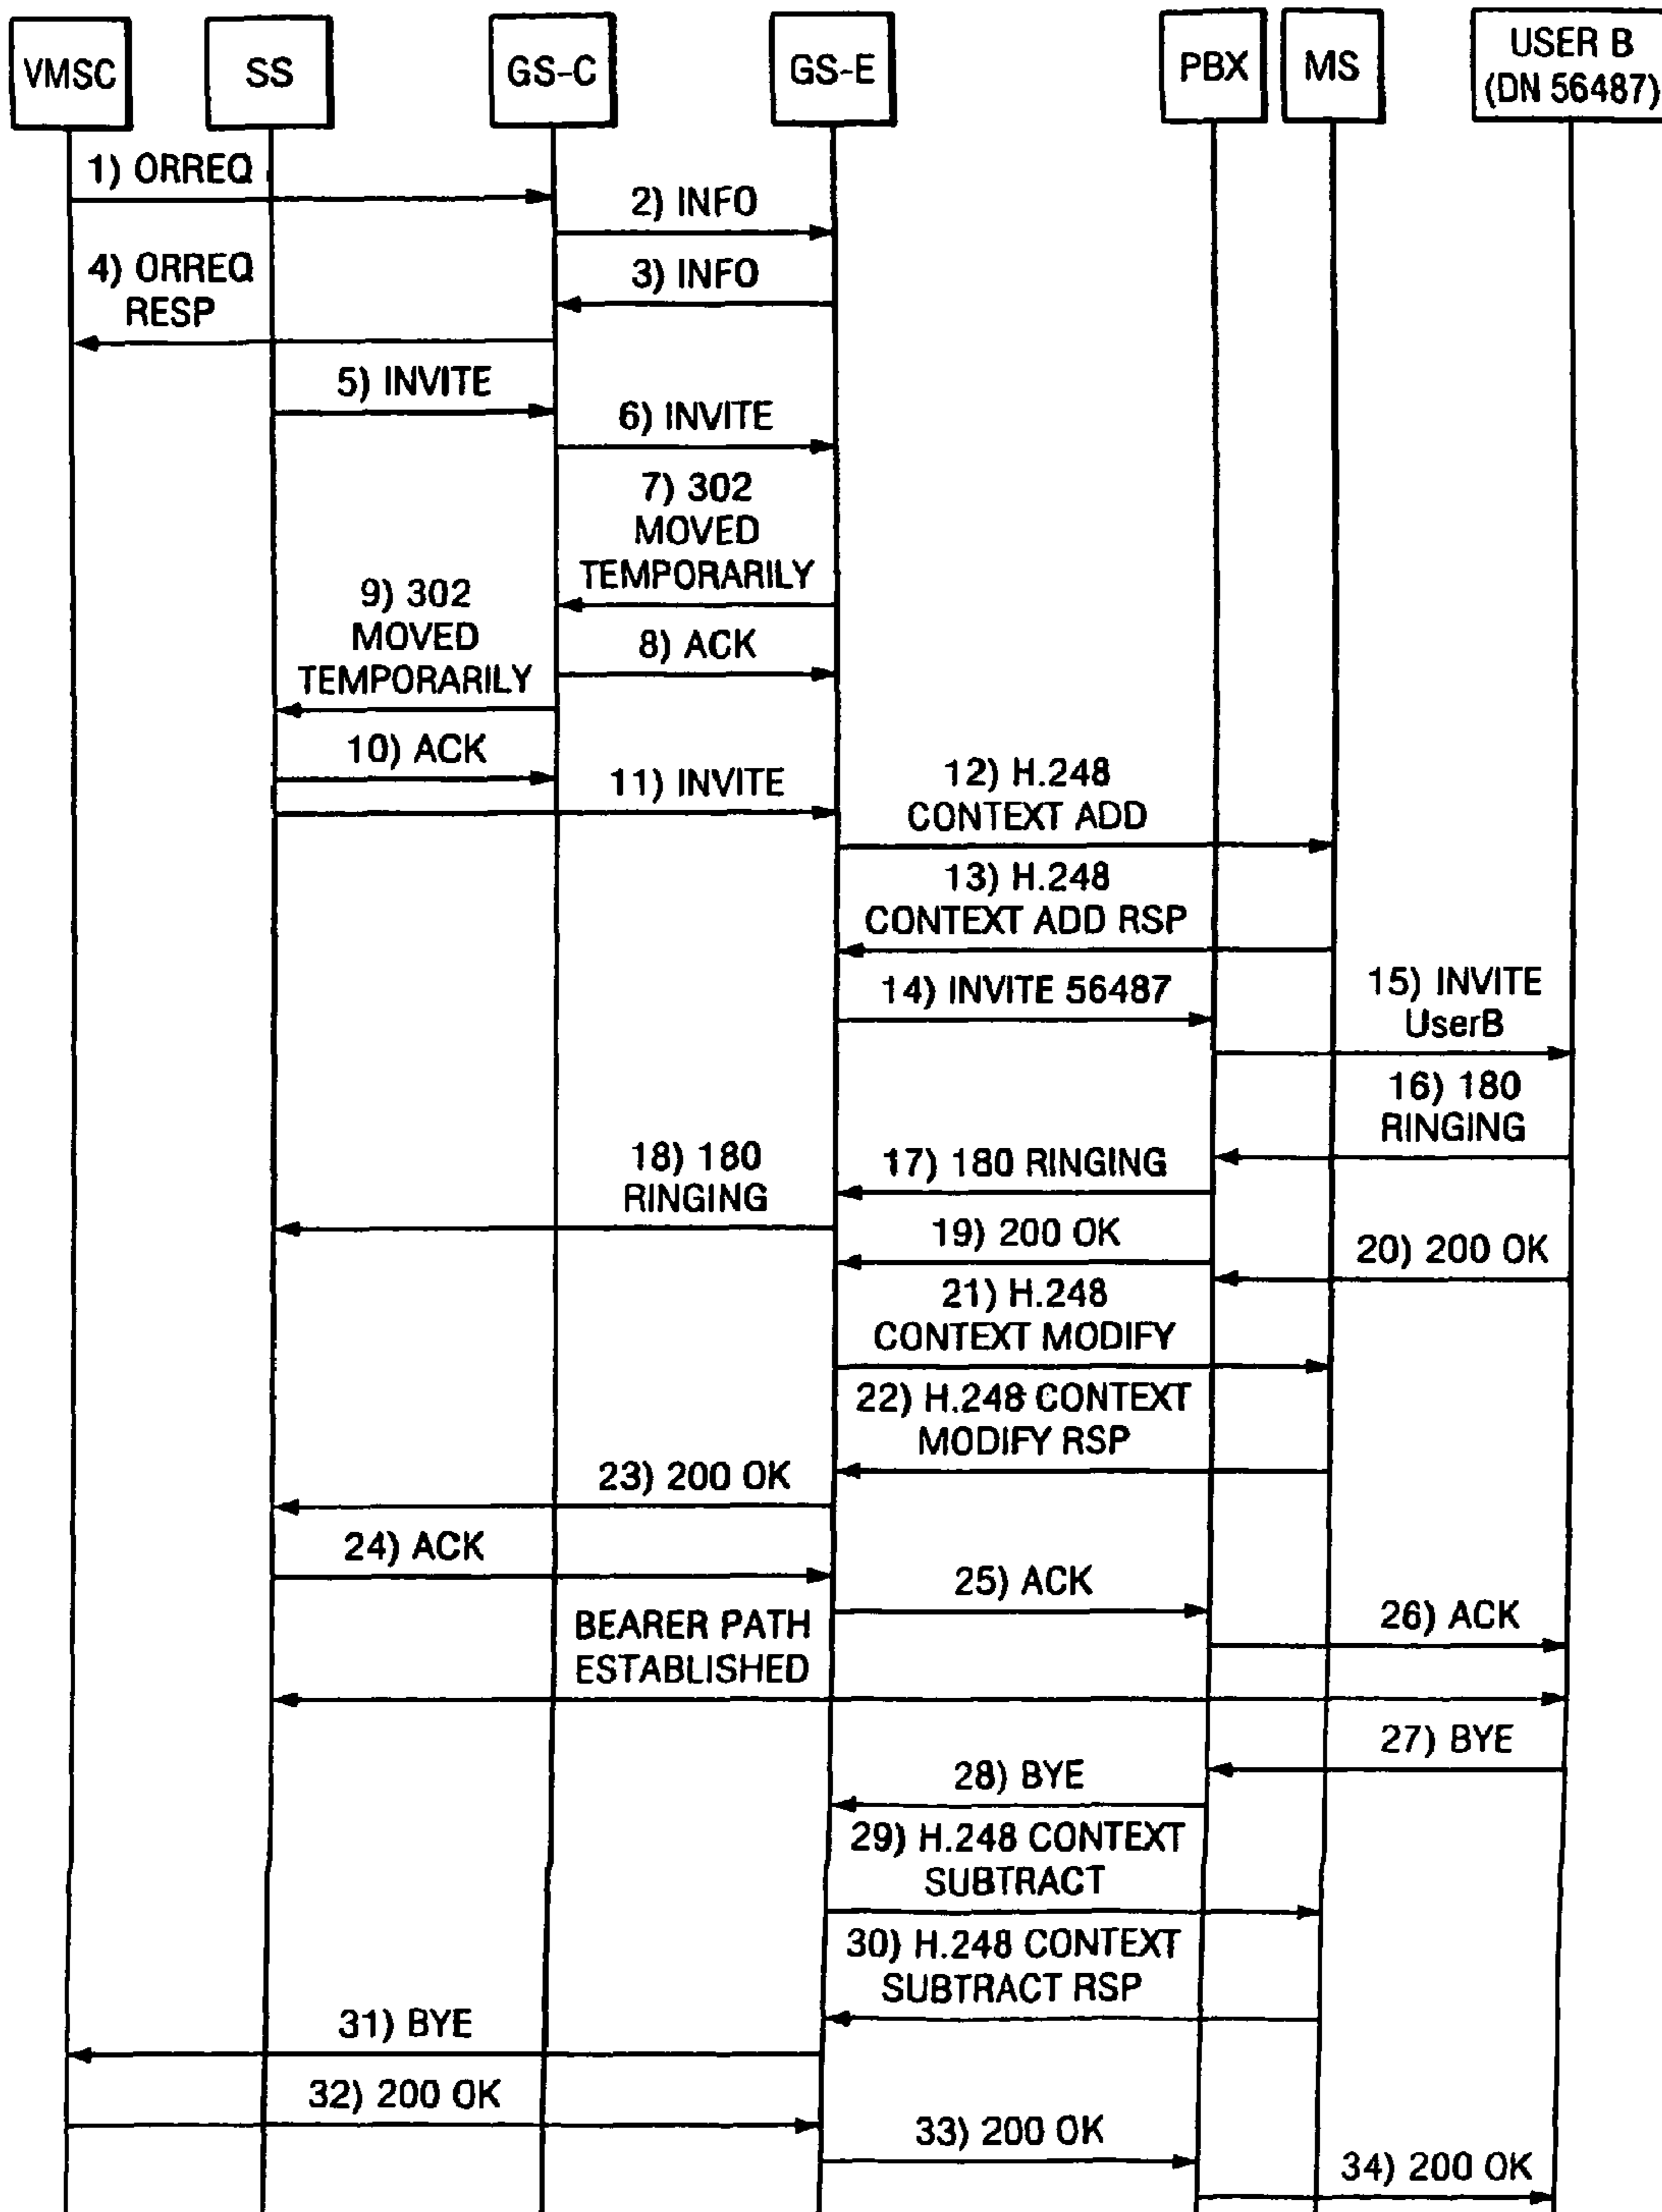 VMSC
SS
GS-C
GS-E
PBX
MS
USER B
(DN 56487)
1) ORREQ
2) INFO
3) INFO
4) ORREQ
RESP
5) INVITE
6) INVITE
7) 302
MOVED
TEMPORARILY
8) ACK
9) 302
MOVED
TEMPORARILY
10) ACK
11) INVITE
12) H.248
CONTEXT ADD
13) H.248
CONTEXT ADD RSP
14) INVITE 56487
15) INVITE
UserB
16) 180
RINGING
17) 180 RINGING
18) 180
RINGING
19) 200 OK
20) 200 OK
21) H.248
CONTEXT MODIFY
22) H.248 CONTEXT
MODIFY RSP
23) 200 OK
24) ACK
25) ACK
26) ACK
BEARER PATH
ESTABLISHED
27) BYE
28) BYE
29) H.248 CONTEXT
SUBTRACT
30) H.248 CONTEXT
SUBTRACT RSP
31) BYE
32) 200 OK
33) 200 OK
34) 200 OK